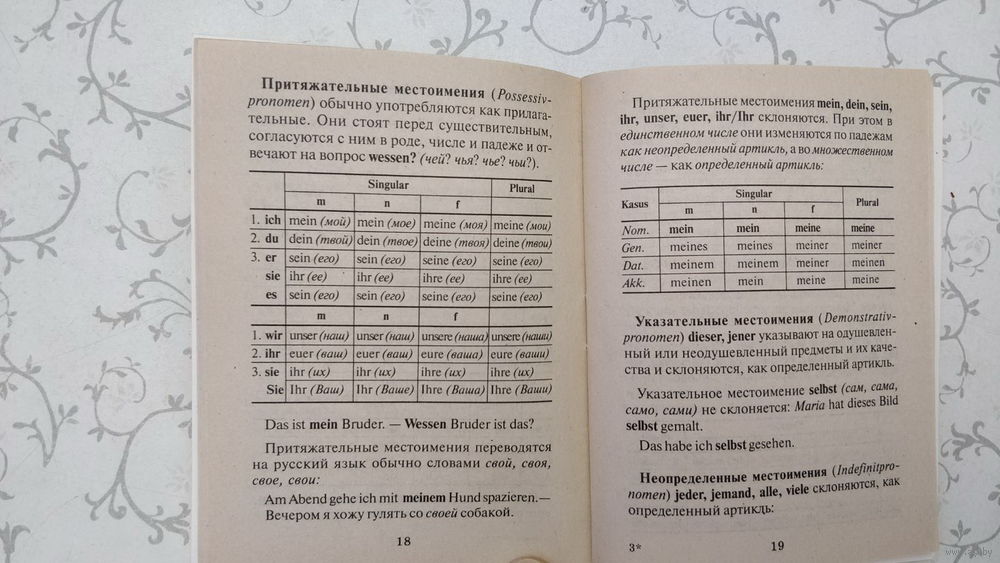 Притяжательные местоимения (Possessiv-
pronomen) обычно употребляются как прилага-
тельные. Они стоят перед существительным,
согласуются с ним в роде, числе и падеже и от-
вечают на вопрос wessen? (чей? чья? чье? чьи?).
Singular Plural
m n f
1. ich mein (мой) mein (мое) meine (моя) meine (мои)
2. du dein (твой) dein (твое) deine (твоя) deine (твои)
3. er sein (его) sein (его) seine (его) seine (его)
sie ihr (ее) ihr (ее) ihre (ее) ihre (ее)
es sein (его) sein (его) seine (его) seine (его)
m n f
1. wir unser (наш) unser (наш) unsere (наша) unsere (наши)
2. ihr euer (ваш) euer (ваш) eure (ваша) eure (ваши)
3. sie ihr (их) ihr (их) ihre (их) ihre (их)
Sie Ihr (Ваш) Ihr (Ваше) Ihre (Ваша) Ihre (Ваши)
Das ist mein Bruder. — Wessen Bruder ist das?
Притяжательные местоимения переводятся
на русский язык обычно словами свой, своя,
свое, свои:
Am Abend gehe ich mit meinem Hund spazieren.—
Вечером я хожу гулять со своей собакой.
18
Притяжательные местоимения mein, dein, sein,
ihr, unser, euer, ihr/Ihr склоняются. При этом в
единственном числе они изменяются по падежам
как неопределенный артикль, а во множественном
числе — как определенный артикль:
Kasus Singular Plural
m n f
Nom. mein mein meine meine
Gen. meines meines meiner meiner
Dat. meinem meinem meiner meinen
Akk. meinen mein meine meine
Указательные местоимения (Demonstrativ-
pronomen) dieser, jener указывают на одушевлен-
ный или неодушевленный предметы и их каче-
ства и склоняются, как определенный артикль.
Указательное местоимение selbst (сам, сама,
само, сами) не склоняется: Maria hat dieses Bild
selbst gemalt.
Das habe ich selbst gesehen.
Неопределенные местоимения (Indefinitpro-
nomen) jeder, jemand, alle, viele склоняются, как
определенный артикль:
3* 19